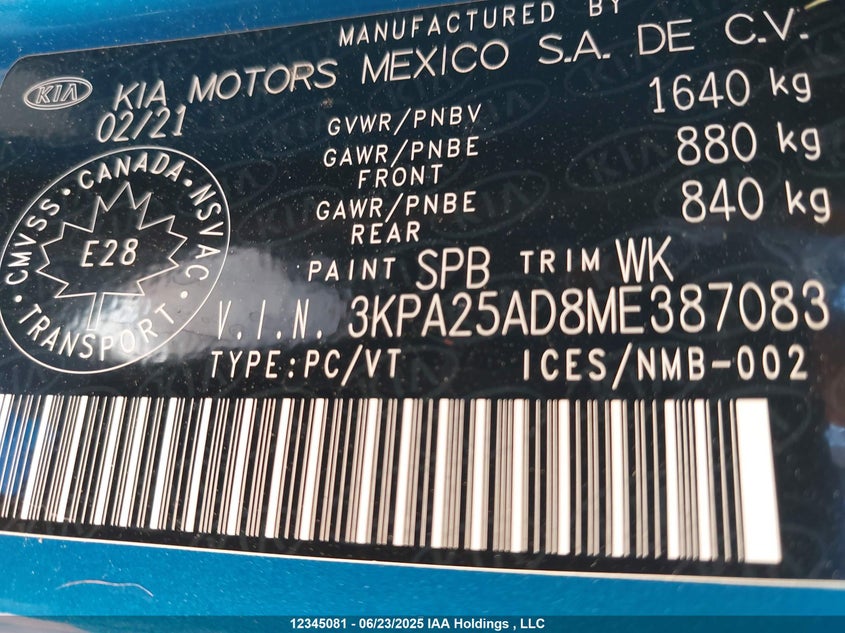 MANUFACTURED BY
KIA KIA MOTORS MEXICO S.A. DE C.V.
02/21
GVWR/PNBV 1640 kg
GAWR/PNBE 880 kg
FRONT
GAWR/PNBE 840 kg
REAR
CMVSS · CANADA · NSVAC · TRANSPORT ·
E28
PAINT SPB TRIM WK
V.I.N. 3KPA25AD8ME387083
TYPE:PC/VT ICES/NMB-002
12345081 - 06/23/2025 IAA Holdings , LLC